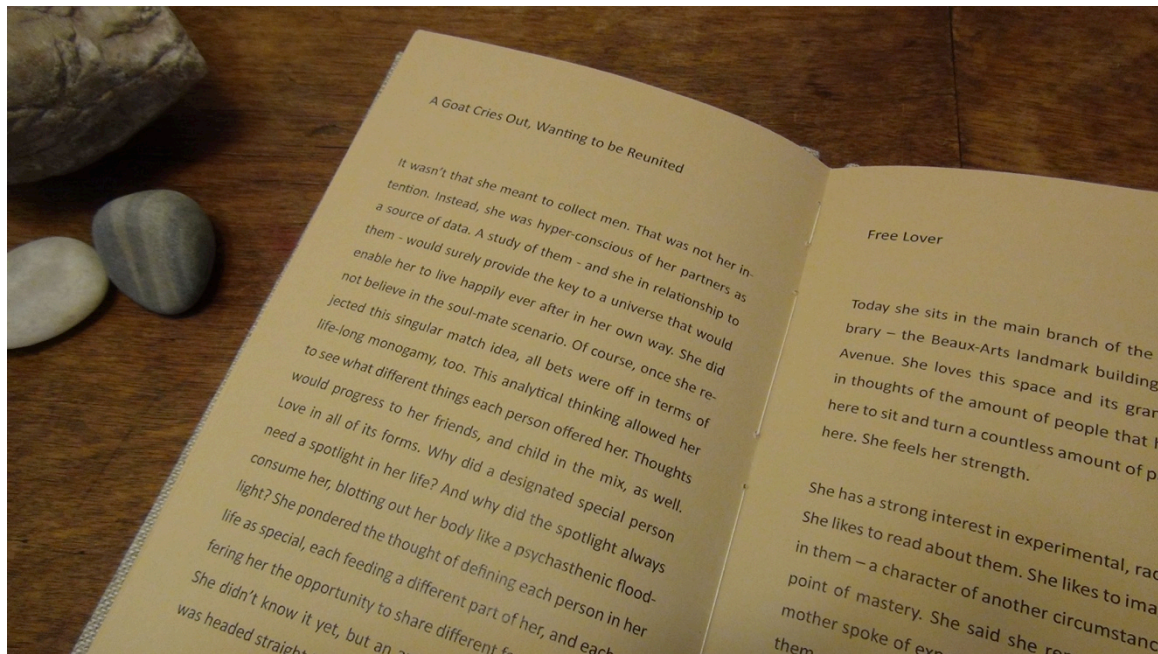 A Goat Cries Out, Wanting to be Reunited
It wasn't that she meant to collect men. That was not her in-
tention. Instead, she was hyper-conscious of her partners as
a source of data. A study of them - and she in relationship to
them - would surely provide the key to a universe that would
enable her to live happily ever after in her own way. She did
not believe in the soul-mate scenario. Of course, once she re-
jected this singular match idea, all bets were off in terms of
life-long monogamy, too. This analytical thinking allowed her
to see what different things each person offered her. Thoughts
would progress to her friends, and child in the mix, as well.
Love in all of its forms. Why did a designated special person
need a spotlight in her life? And why did the spotlight always
consume her, blotting out her body like a psychasthenic flood-
light? She pondered the thought of defining each person in her
life as special, each feeding a different part of her, and each
fering her the opportunity to share different
She didn't know it yet, but an
was headed straight
Free Lover
Today she sits in the main branch of the
brary – the Beaux-Arts landmark building
Avenue. She loves this space and its
in thoughts of the amount of people that
here to sit and turn a countless amount of
here. She feels her strength.
She has a strong interest in experimental,
She likes to read about them. She likes to
in them – a character of another
point of mastery. She said she
mother spoke of
them